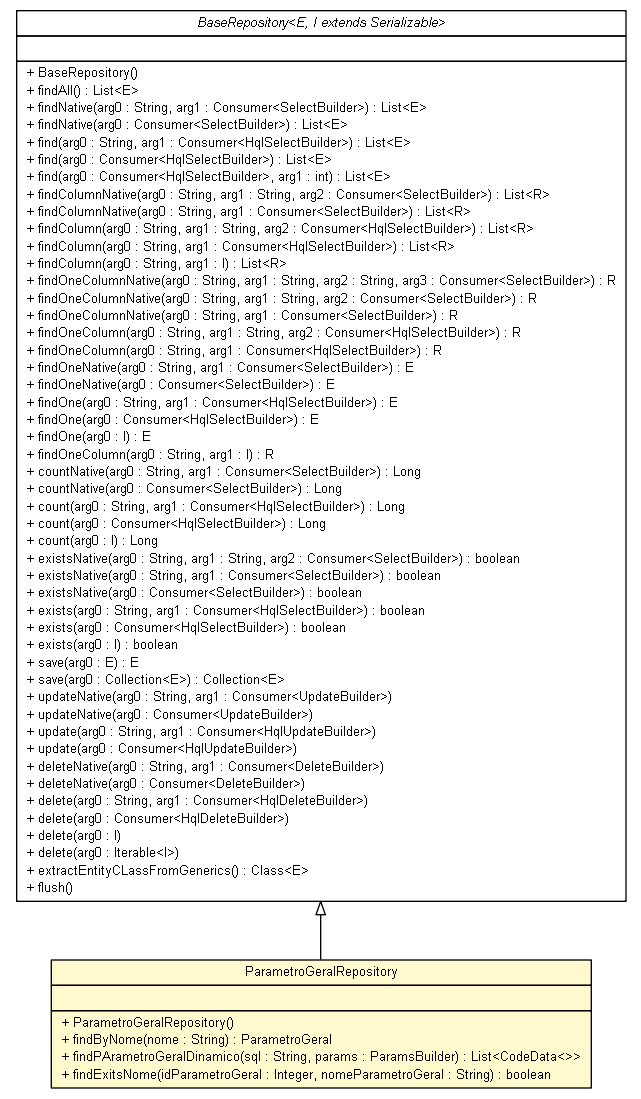 BaseRepository<E, I extends Serializable>
+ BaseRepository()
+ findAll() : List<E>
+ findNative(arg0 : String, arg1 : Consumer<SelectBuilder>) : List<E>
+ findNative(arg0 : Consumer<SelectBuilder>) : List<E>
+ find(arg0 : String, arg1 : Consumer<HqlSelectBuilder>) : List<E>
+ find(arg0 : Consumer<HqlSelectBuilder>) : List<E>
+ find(arg0 : Consumer<HqlSelectBuilder>, arg1 : int) : List<E>
+ findColumnNative(arg0 : String, arg1 : String, arg2 : Consumer<SelectBuilder>) : List<R>
+ findColumnNative(arg0 : String, arg1 : Consumer<SelectBuilder>) : List<R>
+ findColumn(arg0 : String, arg1 : String, arg2 : Consumer<HqlSelectBuilder>) : List<R>
+ findColumn(arg0 : String, arg1 : Consumer<HqlSelectBuilder>) : List<R>
+ findColumn(arg0 : String, arg1 : I) : List<R>
+ findOneColumnNative(arg0 : String, arg1 : String, arg2 : String, arg3 : Consumer<SelectBuilder>) : R
+ findOneColumnNative(arg0 : String, arg1 : String, arg2 : Consumer<SelectBuilder>) : R
+ findOneColumnNative(arg0 : String, arg1 : Consumer<SelectBuilder>) : R
+ findOneColumn(arg0 : String, arg1 : String, arg2 : Consumer<HqlSelectBuilder>) : R
+ findOneColumn(arg0 : String, arg1 : Consumer<HqlSelectBuilder>) : R
+ findOneNative(arg0 : String, arg1 : Consumer<SelectBuilder>) : E
+ findOneNative(arg0 : Consumer<SelectBuilder>) : E
+ findOne(arg0 : String, arg1 : Consumer<HqlSelectBuilder>) : E
+ findOne(arg0 : Consumer<HqlSelectBuilder>) : E
+ findOne(arg0 : I) : E
+ findOneColumn(arg0 : String, arg1 : I) : R
+ countNative(arg0 : String, arg1 : Consumer<SelectBuilder>) : Long
+ countNative(arg0 : Consumer<SelectBuilder>) : Long
+ count(arg0 : String, arg1 : Consumer<HqlSelectBuilder>) : Long
+ count(arg0 : Consumer<HqlSelectBuilder>) : Long
+ count(arg0 : I) : Long
+ existsNative(arg0 : String, arg1 : String, arg2 : Consumer<SelectBuilder>) : boolean
+ existsNative(arg0 : String, arg1 : Consumer<SelectBuilder>) : boolean
+ existsNative(arg0 : Consumer<SelectBuilder>) : boolean
+ exists(arg0 : String, arg1 : Consumer<HqlSelectBuilder>) : boolean
+ exists(arg0 : Consumer<HqlSelectBuilder>) : boolean
+ exists(arg0 : I) : boolean
+ save(arg0 : E) : E
+ save(arg0 : Collection<E>) : Collection<E>
+ updateNative(arg0 : String, arg1 : Consumer<UpdateBuilder>)
+ updateNative(arg0 : Consumer<UpdateBuilder>)
+ update(arg0 : String, arg1 : Consumer<HqlUpdateBuilder>)
+ update(arg0 : Consumer<HqlUpdateBuilder>)
+ deleteNative(arg0 : String, arg1 : Consumer<DeleteBuilder>)
+ deleteNative(arg0 : Consumer<DeleteBuilder>)
+ delete(arg0 : String, arg1 : Consumer<HqlDeleteBuilder>)
+ delete(arg0 : Consumer<HqlDeleteBuilder>)
+ delete(arg0 : I)
+ delete(arg0 : Iterable<I>)
+ extractEntityCLassFromGenerics() : Class<E>
+ flush()
ParametroGeralRepository
+ ParametroGeralRepository()
+ findByNome(nome : String) : ParametroGeral
+ findPArametroGeralDinamico(sql : String, params : ParamsBuilder) : List<CodeData<>>
+ findExitsNome(idParametroGeral : Integer, nomeParametroGeral : String) : boolean